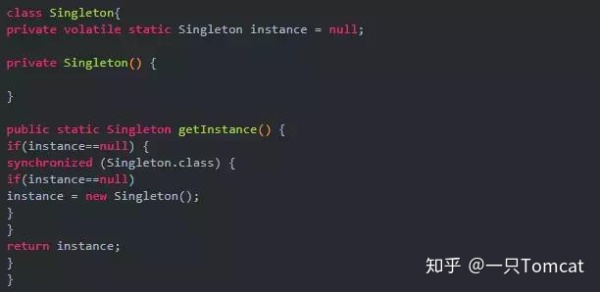 class Singleton{
private volatile static Singleton instance = null;
private Singleton() {
}
public static Singleton getInstance() {
if(instance==null) {
synchronized (Singleton.class) {
if(instance==null)
instance = new Singleton();
}
}
return instance;
}
}
知乎 @一只Tomcat